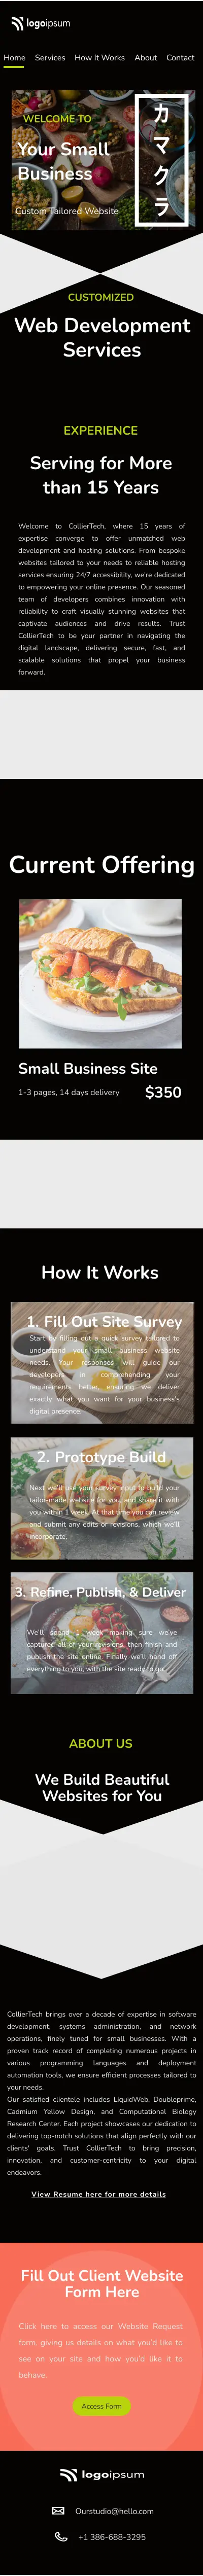 logoipsum
Home Services How It Works About Contact
WELCOME TO
Your Small
Business
Custom Tailored Website
カ
マ
ク
ラ
CUSTOMIZED
Web Development
Services
EXPERIENCE
Serving for More
than 15 Years
Welcome to CollierTech, where 15 years of
expertise converge to offer unmatched web
development and hosting solutions. From bespoke
websites tailored to your needs to reliable hosting
services ensuring 24/7 accessibility, we're dedicated
to empowering your online presence. Our seasoned
team of developers combines innovation with
reliability to craft visually stunning websites that
captivate audiences and drive results. Trust
CollierTech to be your partner in navigating the
digital landscape, delivering secure, fast, and
scalable solutions that propel your business
forward.
Current Offering
Small Business Site
1-3 pages, 14 days delivery $350
How It Works
1. Fill Out Site Survey
Start by filling out a quick survey tailored to
understand your small business website
needs. Your responses will guide our
developers in comprehending your
requirements better, ensuring we deliver
exactly what you want for your business's
digital presence.
2. Prototype Build
Next we'll use your survey input to build your
tailor-made website for you, and share it with
you within 1 week. At that time you can review
and submit any edits or revisions, which we'll
incorporate.
3. Refine, Publish, & Deliver
We'll spend 1 week making sure we've
captured all of your revisions, then finish and
publish the site online. Finally we'll hand off
everything to you, with the site ready to go.
ABOUT US
We Build Beautiful
Websites for You
CollierTech brings over a decade of expertise in software
development, systems administration, and network
operations, finely tuned for small businesses. With a
proven track record of completing numerous projects in
various programming languages and deployment
automation tools, we ensure efficient processes tailored to
your needs.
Our satisfied clientele includes LiquidWeb, Doubleprime,
Cadmium Yellow Design, and Computational Biology
Research Center. Each project showcases our dedication to
delivering top-notch solutions that align perfectly with our
clients' goals. Trust CollierTech to bring precision,
innovation, and customer-centricity to your digital
endeavors.
View Resume here for more details
Fill Out Client Website
Form Here
Click here to access our Website Request
form, giving us details on what you'd like to
see on your site and how you'd like it to
behave.
Access Form
logoipsum
Ourstudio@hello.com
+1 386-688-3295